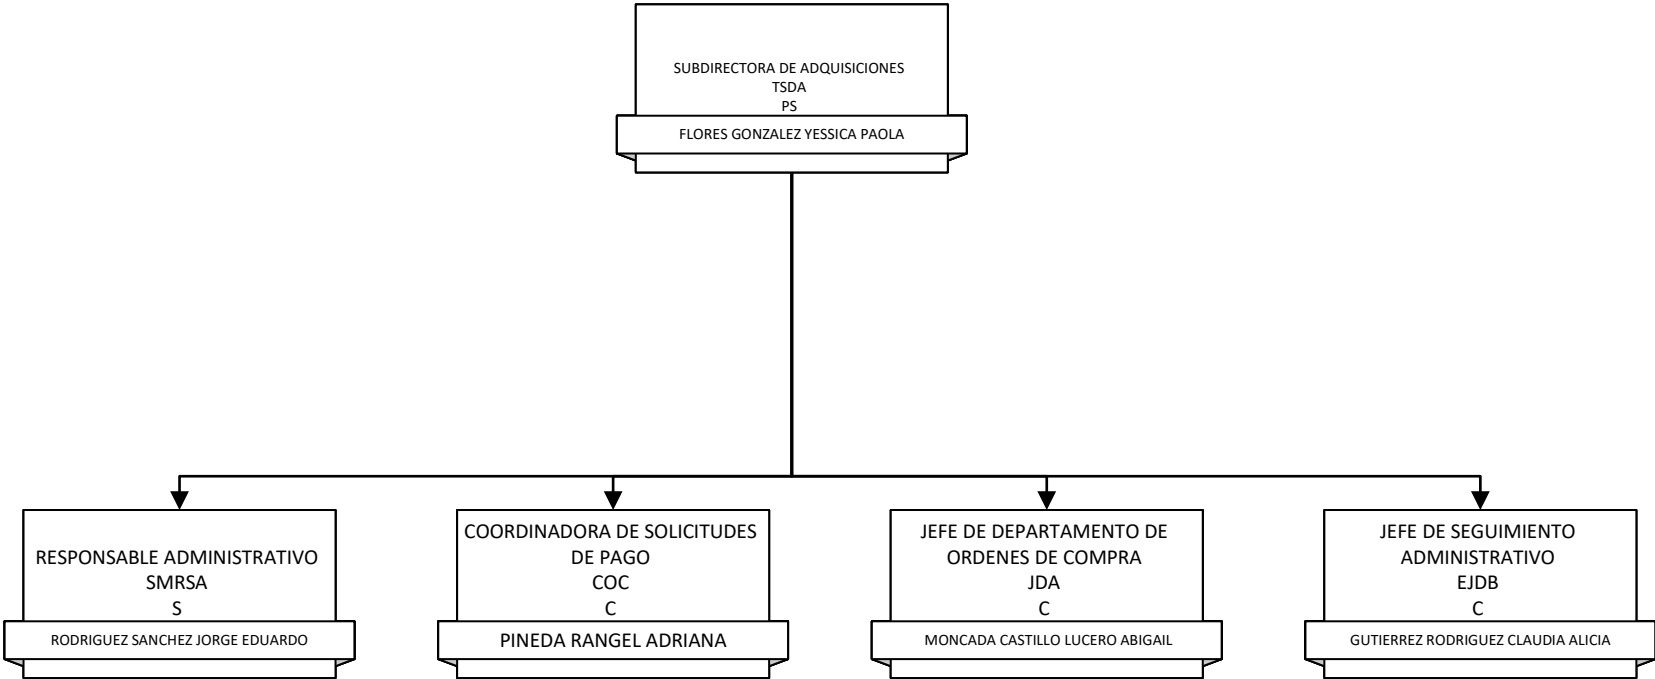 SUBDIRECTORA DE ADQUISICIONES
TSDA
PS
FLORES GONZALEZ YESSICA PAOLA
RESPONSABLE ADMINISTRATIVO
SMRSA
S
RODRIGUEZ SANCHEZ JORGE EDUARDO
COORDINADORA DE SOLICITUDES
DE PAGO
COC
C
PINEDA RANGEL ADRIANA
JEFE DE DEPARTAMENTO DE
ORDENES DE COMPRA
JDA
C
MONCADA CASTILLO LUCERO ABIGAIL
JEFE DE SEGUIMIENTO
ADMINISTRATIVO
EJDB
C
GUTIERREZ RODRIGUEZ CLAUDIA ALICIA